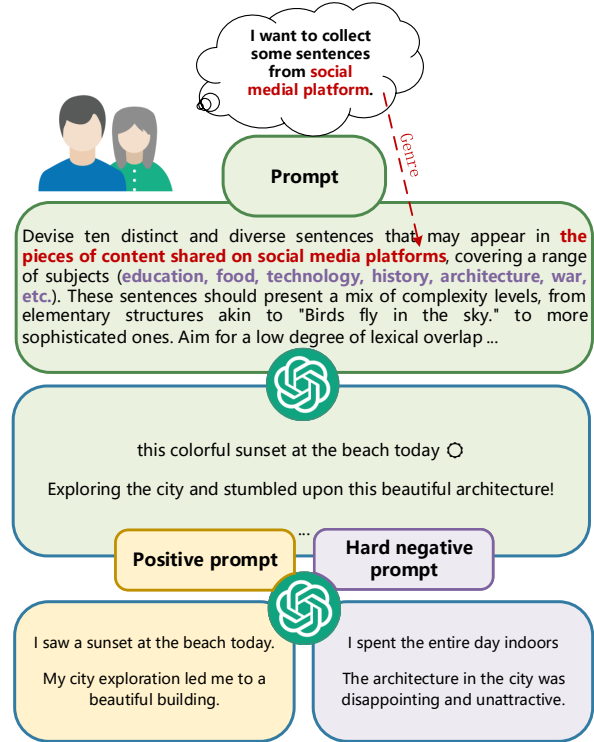 I want to collect
some sentences
from social
medial platform.
Genre
Prompt
Devise ten distinct and diverse sentences that may appear in the
pieces of content shared on social media platforms, covering a range
of subjects (education, food, technology, history, architecture, war,
etc.). These sentences should present a mix of complexity levels, from
elementary structures akin to "Birds fly in the sky." to more
sophisticated ones. Aim for a low degree of lexical overlap ...
this colorful sunset at the beach today
Exploring the city and stumbled upon this beautiful architecture!
...
Positive prompt
Hard negative
prompt
I saw a sunset at the beach today.
My city exploration led me to a
beautiful building.
I spent the entire day indoors
The architecture in the city was
disappointing and unattractive.